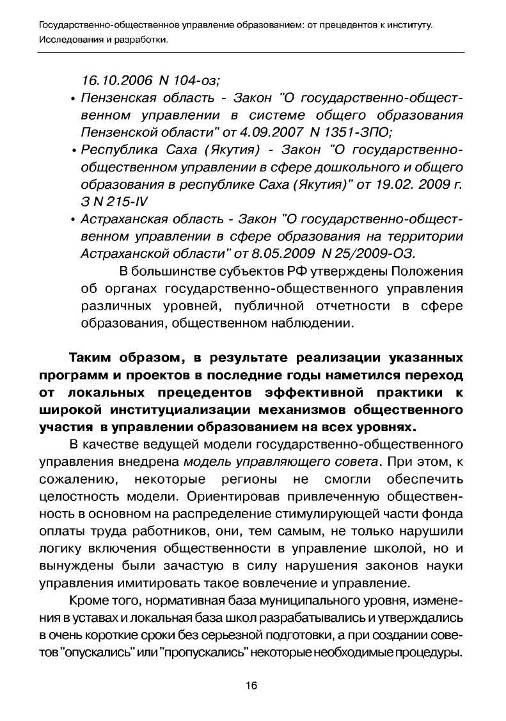 Государственно-общественное управление образованием: от прецедентов к институту.
Исследования и разработки.
16.10.2006 N 104-оз;
• Пензенская область - Закон "О государственно-общест-
венном управлении в системе общего образования
Пензенской области" от 4.09.2007 N 1351-ЗПО;
• Республика Саха (Якутия) - Закон "О государственно-
общественном управлении в сфере дошкольного и общего
образования в республике Саха (Якутия)" от 19.02. 2009 г.
З N 215-IV
• Астраханская область - Закон "О государственно-общест-
венном управлении в сфере образования на территории
Астраханской области" от 8.05.2009 N 25/2009-ОЗ.
В большинстве субъектов РФ утверждены Положения
об органах государственно-общественного управления
различных уровней, публичной отчетности в сфере
образования, общественном наблюдении.
Таким образом, в результате реализации указанных
программ и проектов в последние годы наметился переход
от локальных прецедентов эффективной практики к
широкой институциализации механизмов общественного
участия в управлении образованием на всех уровнях.
В качестве ведущей модели государственно-общественного
управления внедрена модель управляющего совета. При этом, к
сожалению, некоторые регионы не смогли обеспечить
целостность модели. Ориентировав привлеченную обществен-
ность в основном на распределение стимулирующей части фонда
оплаты труда работников, они, тем самым, не только нарушили
логику включения общественности в управление школой, но и
вынуждены были зачастую в силу нарушения законов науки
управления имитировать такое вовлечение и управление.
Кроме того, нормативная база муниципального уровня, измене-
ния в уставах и локальная база школ разрабатывались и утверждались
в очень короткие сроки без серьезной подготовки, а при создании сове-
тов "опускались" или "пропускались" некоторые необходимые процедуры.
16